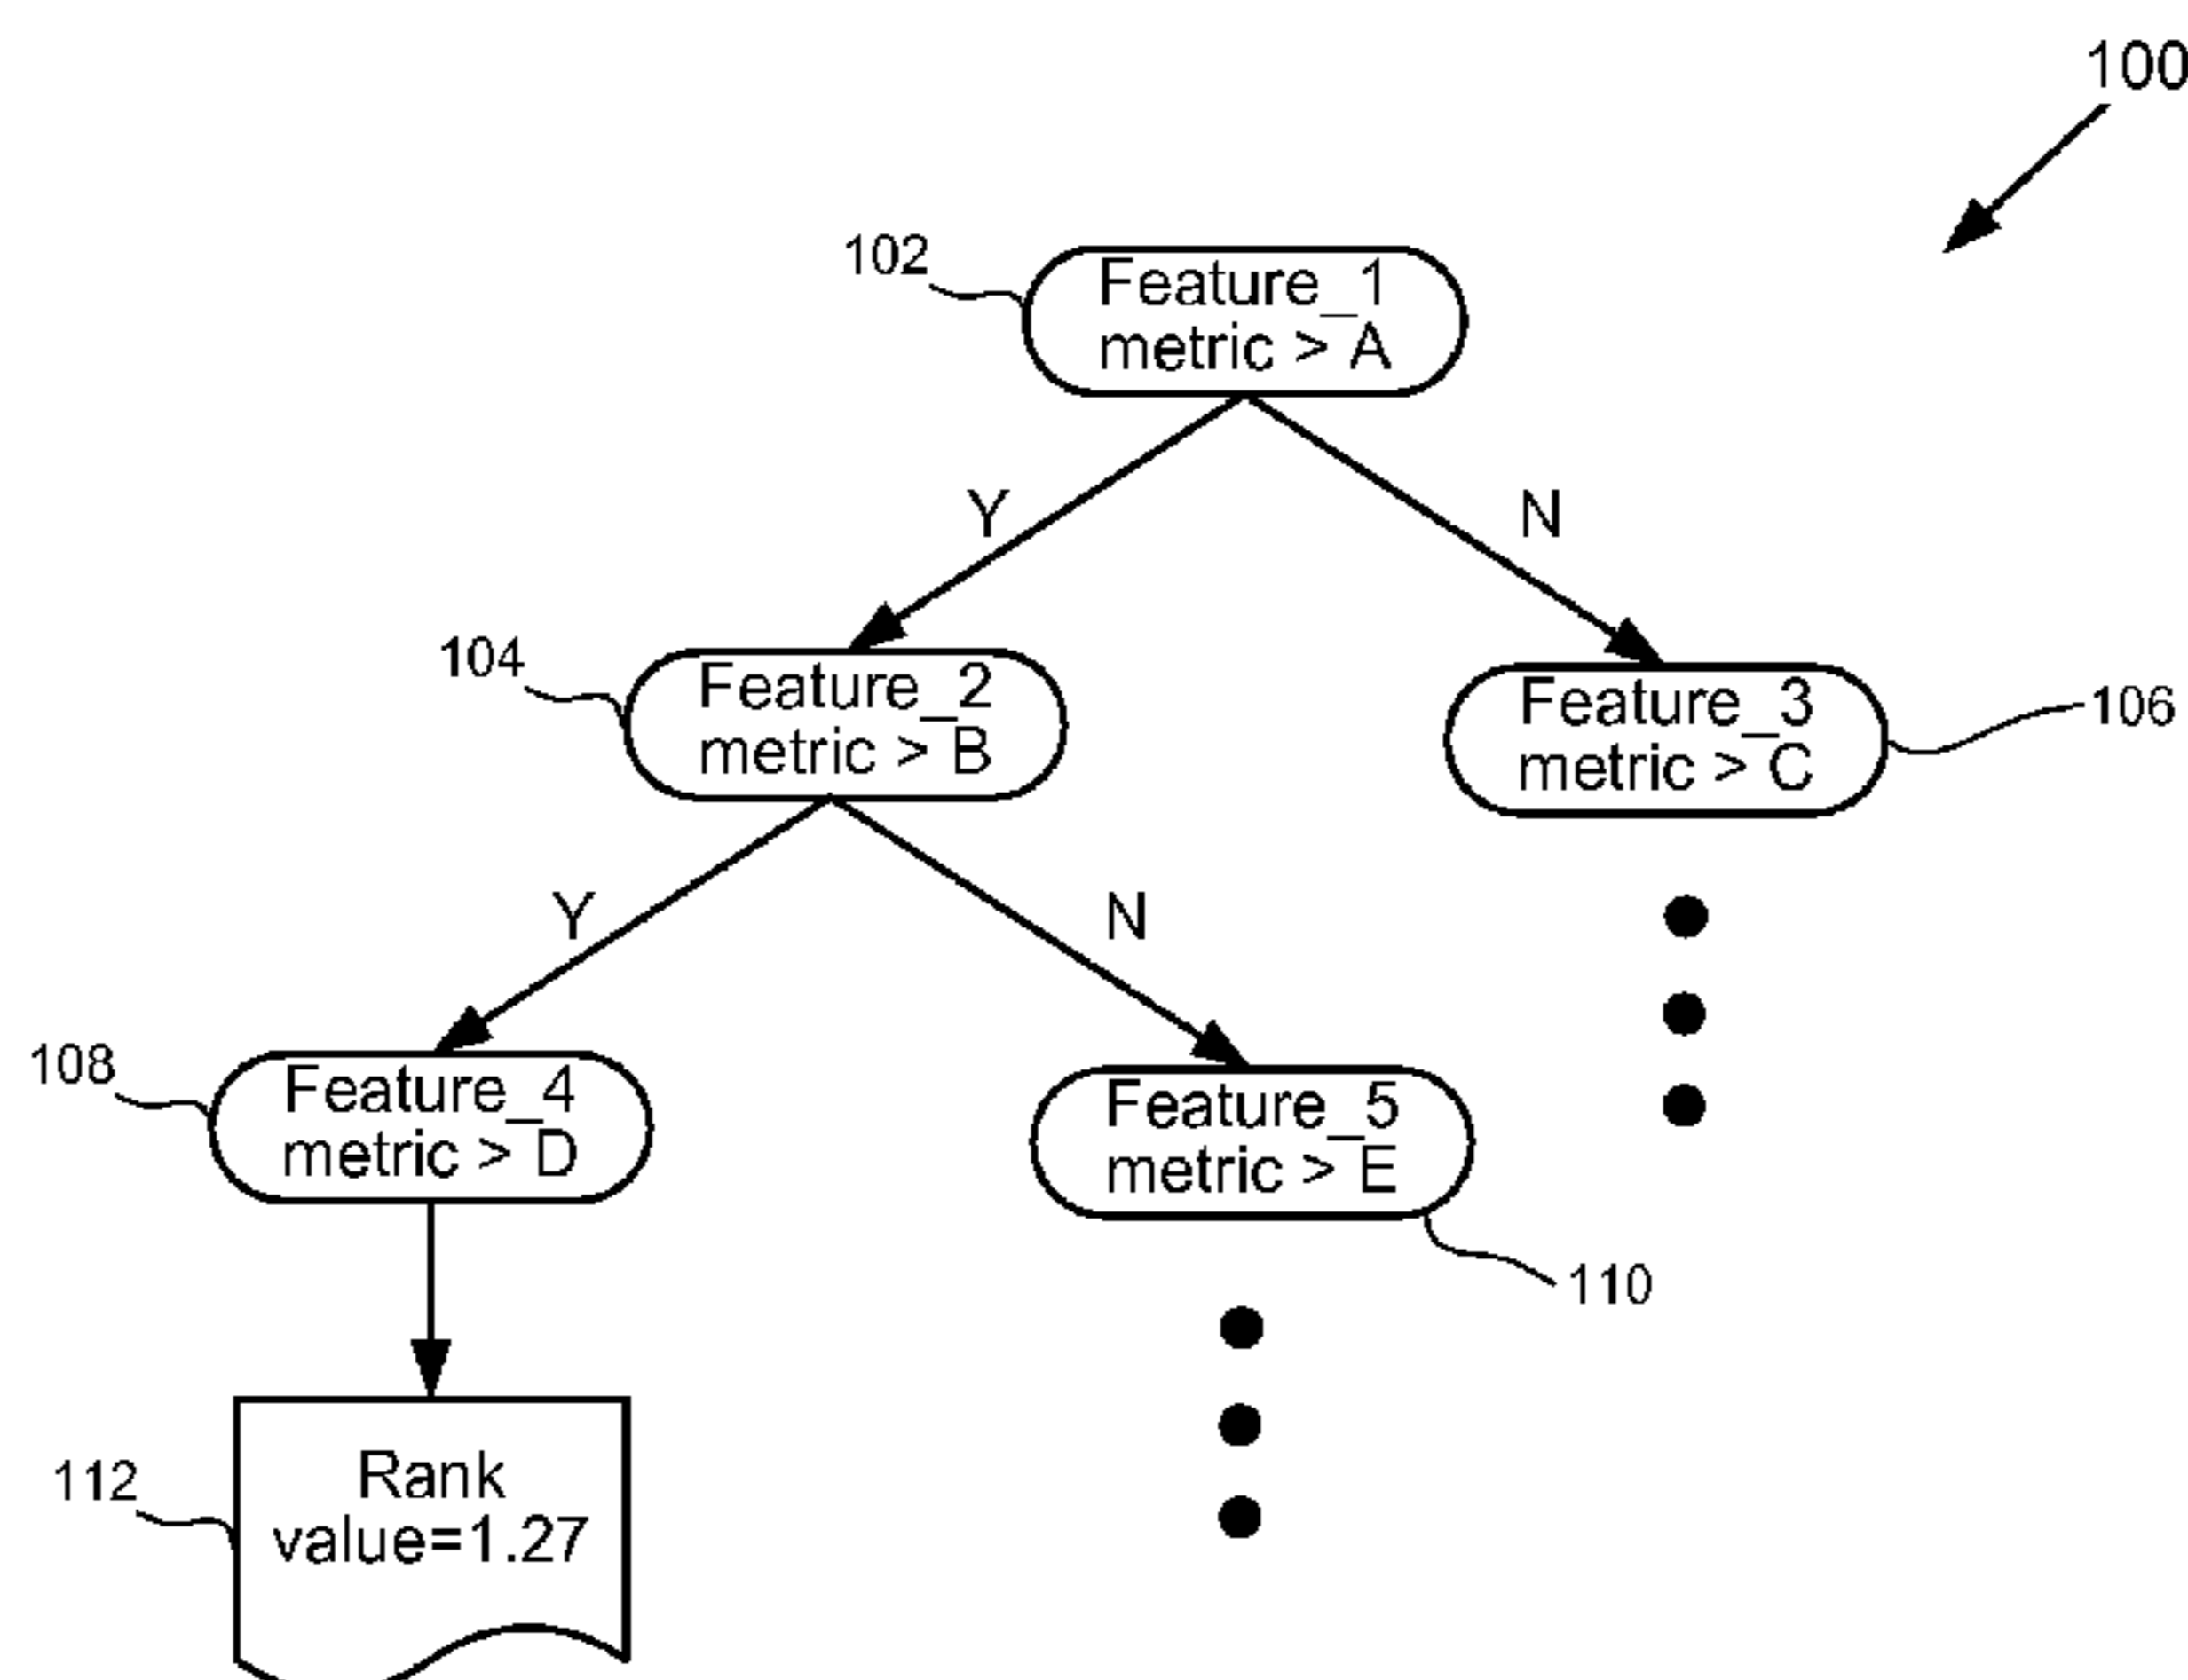 100
102
Feature_1
metric > A
Y
N
104
Feature_2
metric > B
Feature_3
metric > C
106
Y
N
108
Feature_4
metric > D
Feature_5
metric > E
110
112
Rank
value=1.27